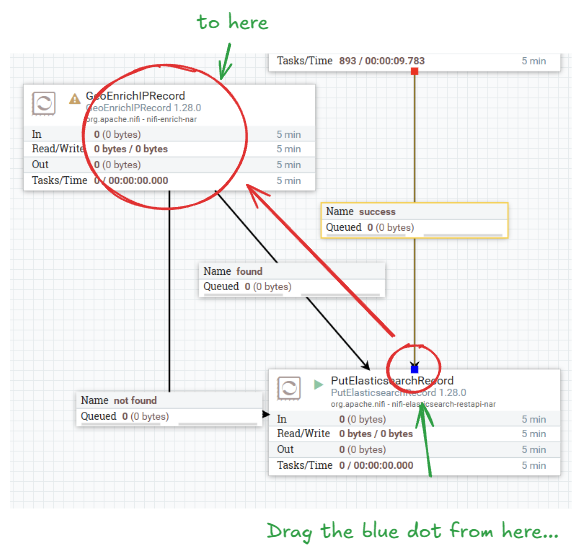 to here
Tasks/Time 893 / 00:00:09.783 5 min
GeoEnrichIPRecord
GeoEnrichIPRecord 1.28.0
org.apache.nifi - nifi-enrich-nar
In 0 (0 bytes) 5 min
Read/Write 0 bytes / 0 bytes 5 min
Out 0 (0 bytes) 5 min
Tasks/Time 0 / 00:00:00.000 5 min
Name success
Queued 0 (0 bytes)
Name found
Queued 0 (0 bytes)
Name not found
Queued 0 (0 bytes)
PutElasticsearchRecord
PutElasticsearchRecord 1.28.0
org.apache.nifi - nifi-elasticsearch-restapi-nar
In 0 (0 bytes) 5 min
Read/Write 0 bytes / 0 bytes 5 min
Out 0 (0 bytes) 5 min
Tasks/Time 0 / 00:00:00.000 5 min
Drag the blue dot from here...